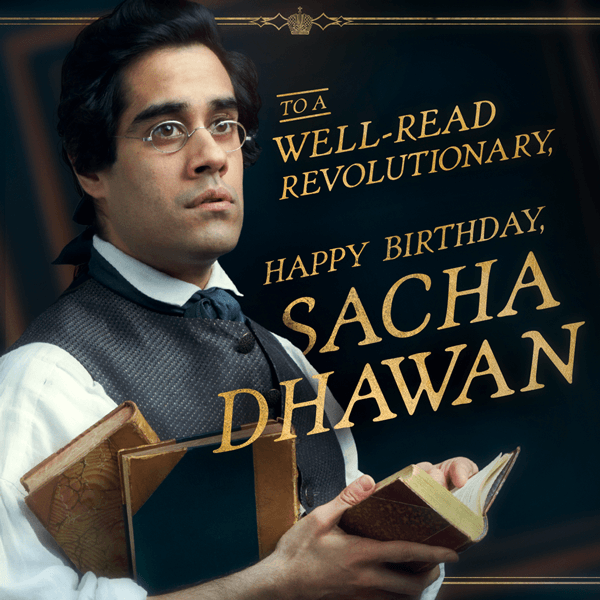 TO A
WELL-READ
REVOLUTIONARY,
HAPPY BIRTHDAY,
SACHA
DHAWAN